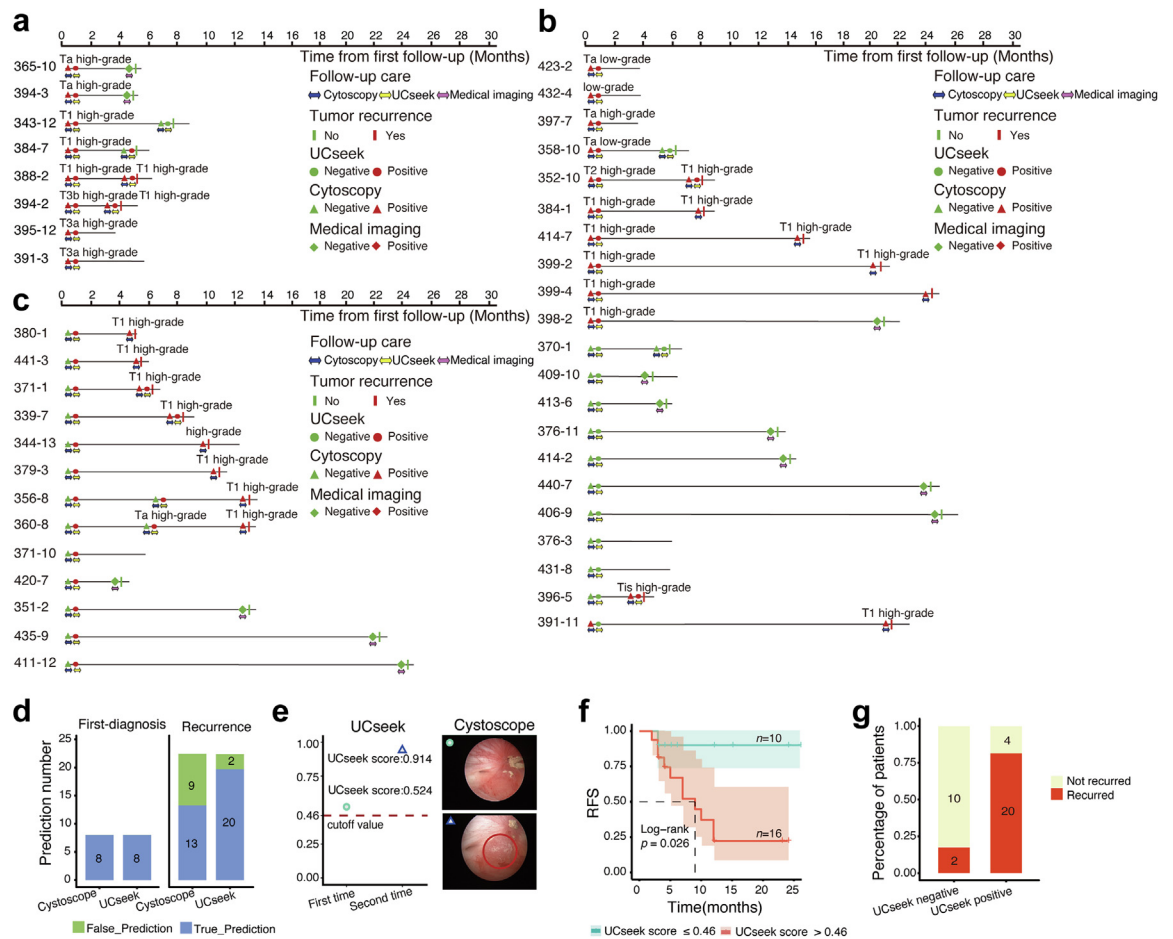 a
0 2 4 6 8 10 12 14 16 18 20 22 24 26 28 30
Time from first follow-up (Months)
365-10 Ta high-grade
394-3 Ta high-grade
343-12 T1 high-grade
384-7 T1 high-grade
388-2 T1 high-grade T1 high-grade
394-2 T3b high-grade T1 high-grade
395-12 T3a high-grade
391-3 T3a high-grade
Follow-up care
Cytoscopy UCseek Medical imaging
Tumor recurrence
No Yes
UCseek
Negative Positive
Cytoscopy
Negative Positive
Medical imaging
Negative Positive
b
0 2 4 6 8 10 12 14 16 18 20 22 24 26 28 30
Time from first follow-up (Months)
423-2 Ta low-grade
432-4 low-grade
397-7 Ta high-grade
358-10 Ta low-grade
352-10 T2 high-grade T1 high-grade
384-1 T1 high-grade T1 high-grade
414-7 T1 high-grade T1 high-grade
399-2 T1 high-grade T1 high-grade
399-4 T1 high-grade
398-2 T1 high-grade
370-1
409-10
413-6
376-11
414-2
440-7
406-9
376-3
431-8
396-5 Tis high-grade
391-11 T1 high-grade
Follow-up care
Cytoscopy UCseek Medical imaging
Tumor recurrence
No Yes
UCseek
Negative Positive
Cytoscopy
Negative Positive
Medical imaging
Negative Positive
c
0 2 4 6 8 10 12 14 16 18 20 22 24 26 28 30
Time from first follow-up (Months)
380-1 T1 high-grade
441-3 T1 high-grade
371-1 T1 high-grade
339-7 T1 high-grade
344-13 high-grade
379-3 T1 high-grade
356-8 T1 high-grade
360-8 Ta high-grade T1 high-grade
371-10
420-7
351-2
435-9
411-12
Follow-up care
Cytoscopy UCseek Medical imaging
Tumor recurrence
No Yes
UCseek
Negative Positive
Cytoscopy
Negative Positive
Medical imaging
Negative Positive
d
First-diagnosis Recurrence
Prediction number
25
20
15
10
5
0
8 8 9 13 2 20
Cystoscope UCseek Cystoscope UCseek
False_Prediction True_Prediction
e
UCseek Cystoscope
1.00
0.75
0.46
0.25
0.00
UCseek score:0.914
UCseek score:0.524
cutoff value
First time Second time
f
RFS
1.00
0.75
0.50
0.25
0.00
n=10
n=16
Log-rank
p = 0.026
0 5 10 15 20 25
Time(months)
UCseek score ≤ 0.46 UCseek score > 0.46
g
Percentage of patients
1.00
0.75
0.50
0.25
0.00
10 2 4 20
UCseek negative UCseek positive
Not recurred
Recurred